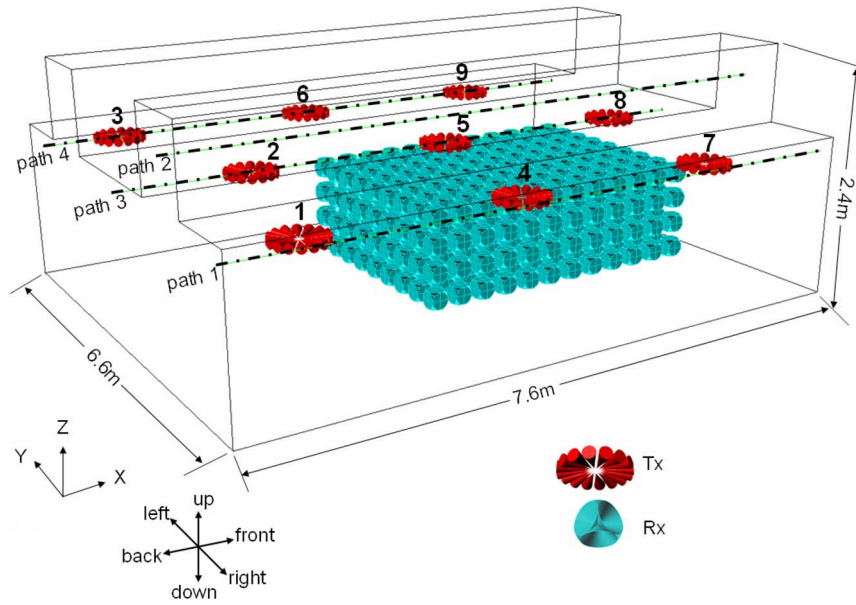 9
6
3
8
path 4
path 2
5
2
7
path 3
4
2.4m
1
path 1
6.6m
7.6m
Z
Y
X
Tx
up
left
front
Rx
back
right
down